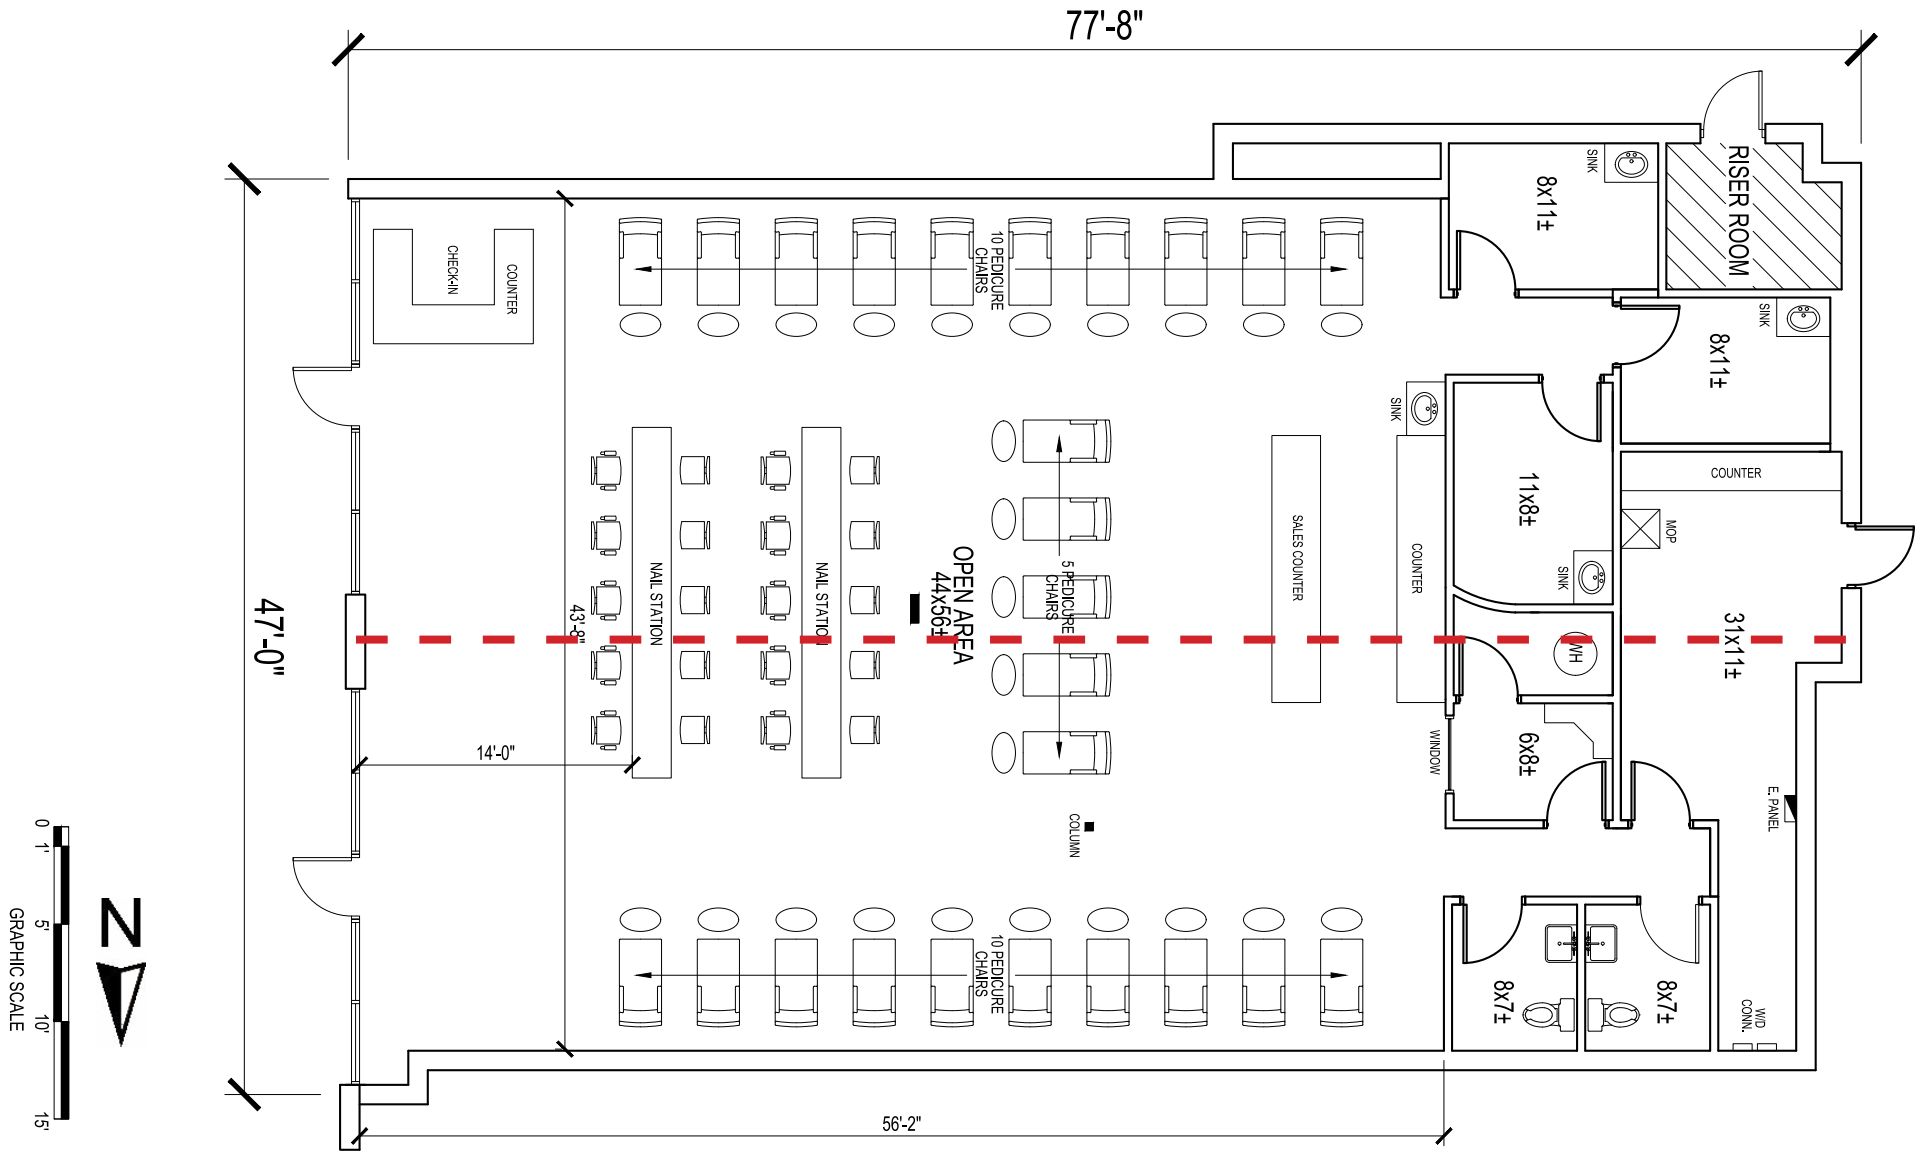 77'-8"
RISER ROOM
SINK
8x11±
10 PEDICURE
CHAIRS
CHECK-IN
COUNTER
SINK
8x11±
SINK
COUNTER
11x8±
MOP
SALES COUNTER
COUNTER
SINK
OPEN AREA
44x56±
5 PEDICURE
CHAIRS
NAIL STATION
NAIL STATION
43'-8"
47'-0"
WH
31x11±
14'-0"
WINDOW
6x8±
E. PANEL
COLUMN
0
1'
5'
10'
15'
GRAPHIC SCALE
N
10 PEDICURE
CHAIRS
8x7±
8x7±
W/D
CONN.
56'-2"